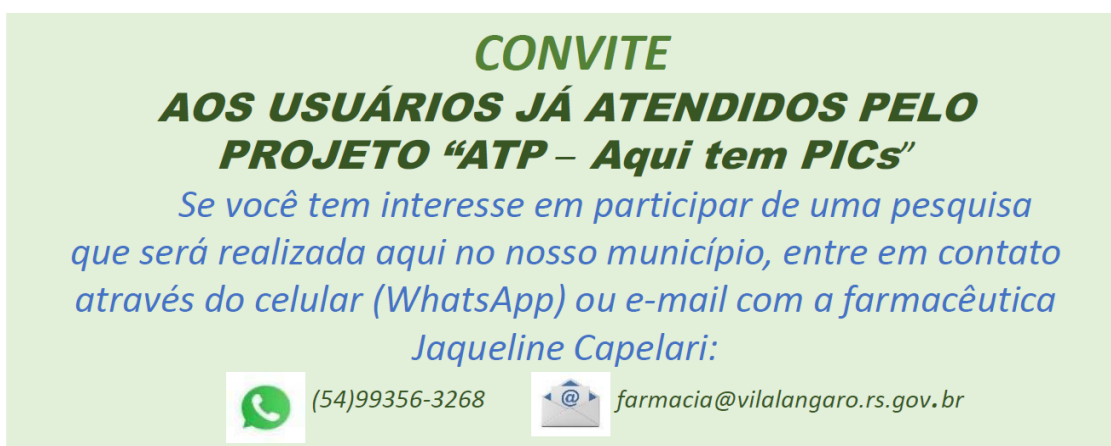 CONVITE
AOS USUÁRIOS JÁ ATENDIDOS PELO
PROJETO “ATP – Aqui tem PICs”
Se você tem interesse em participar de uma pesquisa
que será realizada aqui no nosso município, entre em contato
através do celular (WhatsApp) ou e-mail com a farmacêutica
Jaqueline Capelari:
(54)99356-3268 @ farmacia@vilalangaro.rs.gov.br